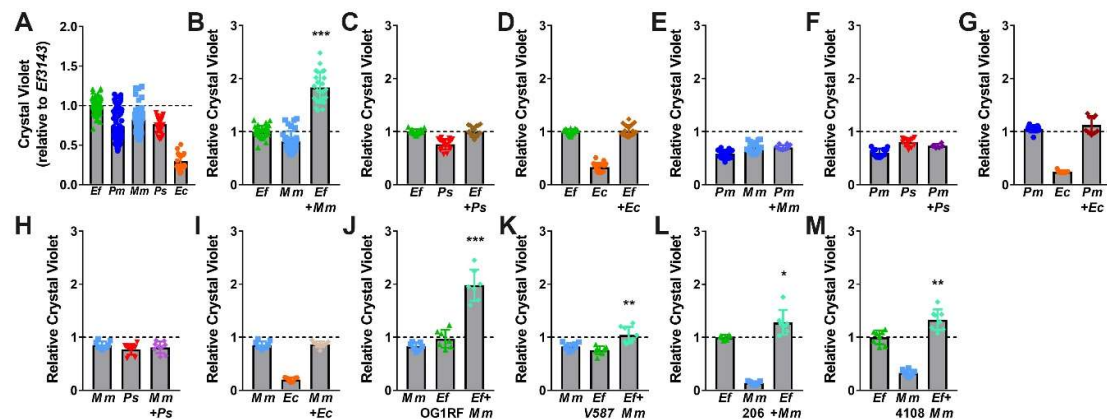 A
Crystal Violet
(relative to Ef3143)
2.0
1.5
1.0
0.5
0.0
Ef Pm Mm Ps Ec
B
Relative Crystal Violet
3
2
1
0
***
Ef Mm Ef
+Mm
C
Relative Crystal Violet
3
2
1
0
Ef Ps Ef
+Ps
D
Relative Crystal Violet
3
2
1
0
Ef Ec Ef
+Ec
E
Relative Crystal Violet
3
2
1
0
Pm Mm Pm
+Mm
F
Relative Crystal Violet
3
2
1
0
Pm Ps Pm
+Ps
G
Relative Crystal Violet
3
2
1
0
Pm Ec Pm
+Ec
H
Relative Crystal Violet
3
2
1
0
Mm Ps Mm
+Ps
I
Relative Crystal Violet
3
2
1
0
Mm Ec Mm
+Ec
J
Relative Crystal Violet
3
2
1
0
***
Mm Ef Ef+
OG1RF Mm
K
Relative Crystal Violet
3
2
1
0
**
Mm Ef Ef+
V587 Mm
L
Relative Crystal Violet
3
2
1
0
*
Ef Mm Ef
206 +Mm
M
Relative Crystal Violet
3
2
1
0
**
Ef Mm Ef+
4108 Mm